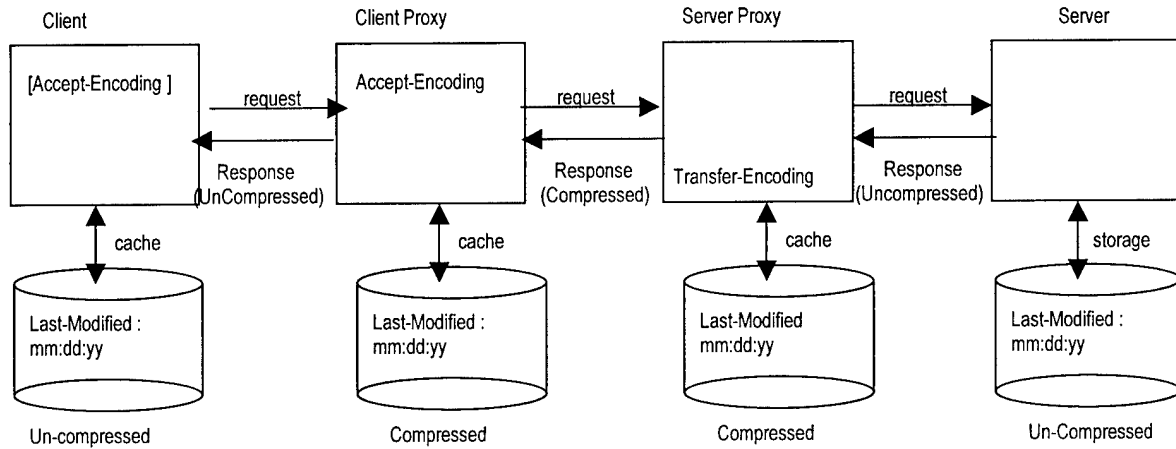 Client
Client Proxy
Server Proxy
Server
[Accept-Encoding ]
Accept-Encoding
request
request
request
Response
(UnCompressed)
Response
(Compressed)
Transfer-Encoding
Response
(Uncompressed)
cache
cache
cache
storage
Last-Modified :
mm:dd:yy
Last-Modified :
mm:dd:yy
Last-Modified
mm:dd:yy
Last-Modified :
mm:dd:yy
Un-compressed
Compressed
Compressed
Un-Compressed